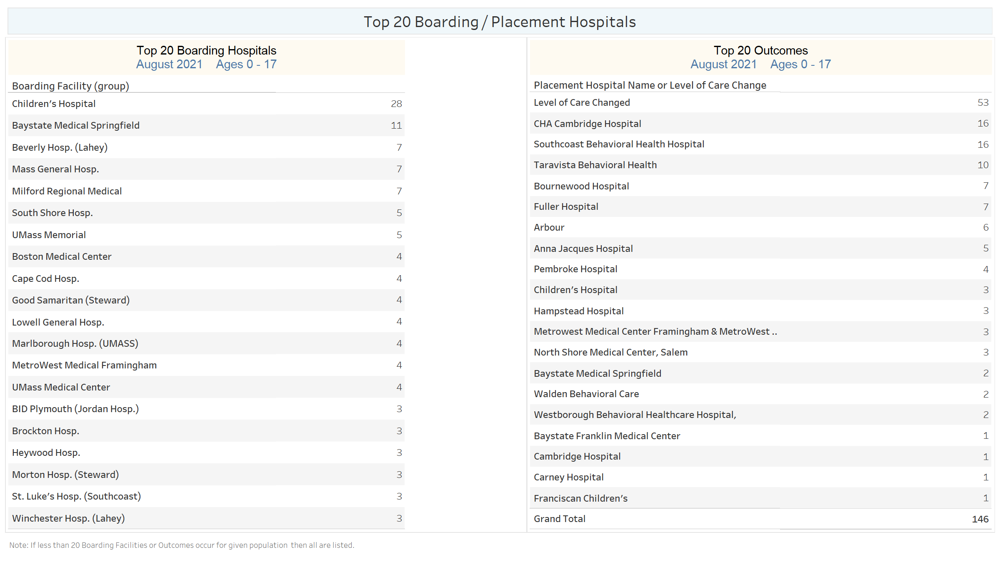 Top 20 Boarding / Placement Hospitals
Top 20 Boarding Hospitals
August 2021 Ages 0 - 17
Boarding Facility (group)
Children's Hospital 28
Baystate Medical Springfield 11
Beverly Hosp. (Lahey) 7
Mass General Hosp. 7
Milford Regional Medical 7
South Shore Hosp. 5
UMass Memorial 5
Boston Medical Center 4
Cape Cod Hosp. 4
Good Samaritan (Steward) 4
Lowell General Hosp. 4
Marlborough Hosp. (UMASS) 4
MetroWest Medical Framingham 4
UMass Medical Center 4
BID Plymouth (Jordan Hosp.) 3
Brockton Hosp. 3
Heywood Hosp. 3
Morton Hosp. (Steward) 3
St. Luke's Hosp. (Southcoast) 3
Winchester Hosp. (Lahey) 3
Top 20 Outcomes
August 2021 Ages 0 - 17
Placement Hospital Name or Level of Care Change
Level of Care Changed 53
CHA Cambridge Hospital 16
Southcoast Behavioral Health Hospital 16
Taravista Behavioral Health 10
Bournewood Hospital 7
Fuller Hospital 7
Arbour 6
Anna Jacques Hospital 5
Pembroke Hospital 4
Children's Hospital 3
Hampstead Hospital 3
Metrowest Medical Center Framingham & MetroWest .. 3
North Shore Medical Center, Salem 3
Baystate Medical Springfield 2
Walden Behavioral Care 2
Westborough Behavioral Healthcare Hospital, 2
Baystate Franklin Medical Center 1
Cambridge Hospital 1
Carney Hospital 1
Franciscan Children's 1
Grand Total 146
Note: If less than 20 Boarding Facilities or Outcomes occur for given population then all are listed.